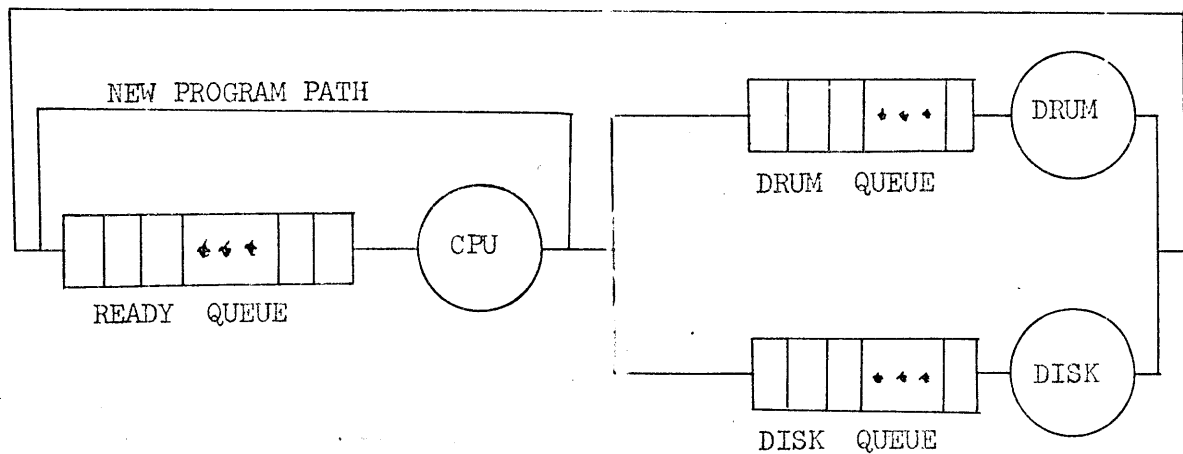 NEW PROGRAM PATH
DRUM
DRUM QUEUE
CPU
READY QUEUE
DISK
DISK QUEUE